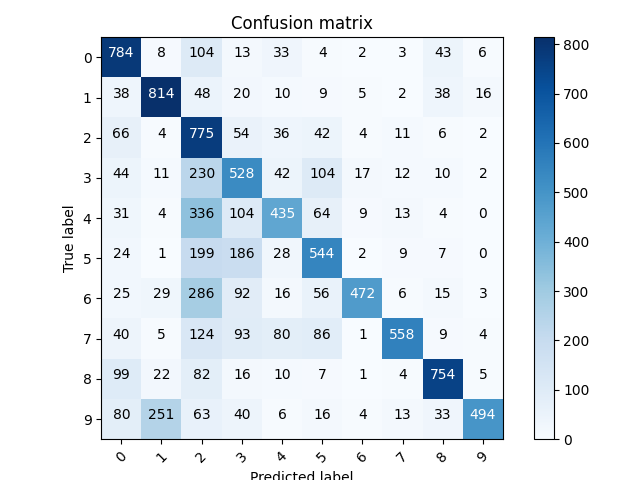 Confusion matrix
True label
0 784 8 104 13 33 4 2 3 43 6
1 38 814 48 20 10 9 5 2 38 16
2 66 4 775 54 36 42 4 11 6 2
3 44 11 230 528 42 104 17 12 10 2
4 31 4 336 104 435 64 9 13 4 0
5 24 1 199 186 28 544 2 9 7 0
6 25 29 286 92 16 56 472 6 15 3
7 40 5 124 93 80 86 1 558 9 4
8 99 22 82 16 10 7 1 4 754 5
9 80 251 63 40 6 16 4 13 33 494
0 1 2 3 4 5 6 7 8 9
Predicted label
800
700
600
500
400
300
200
100
0